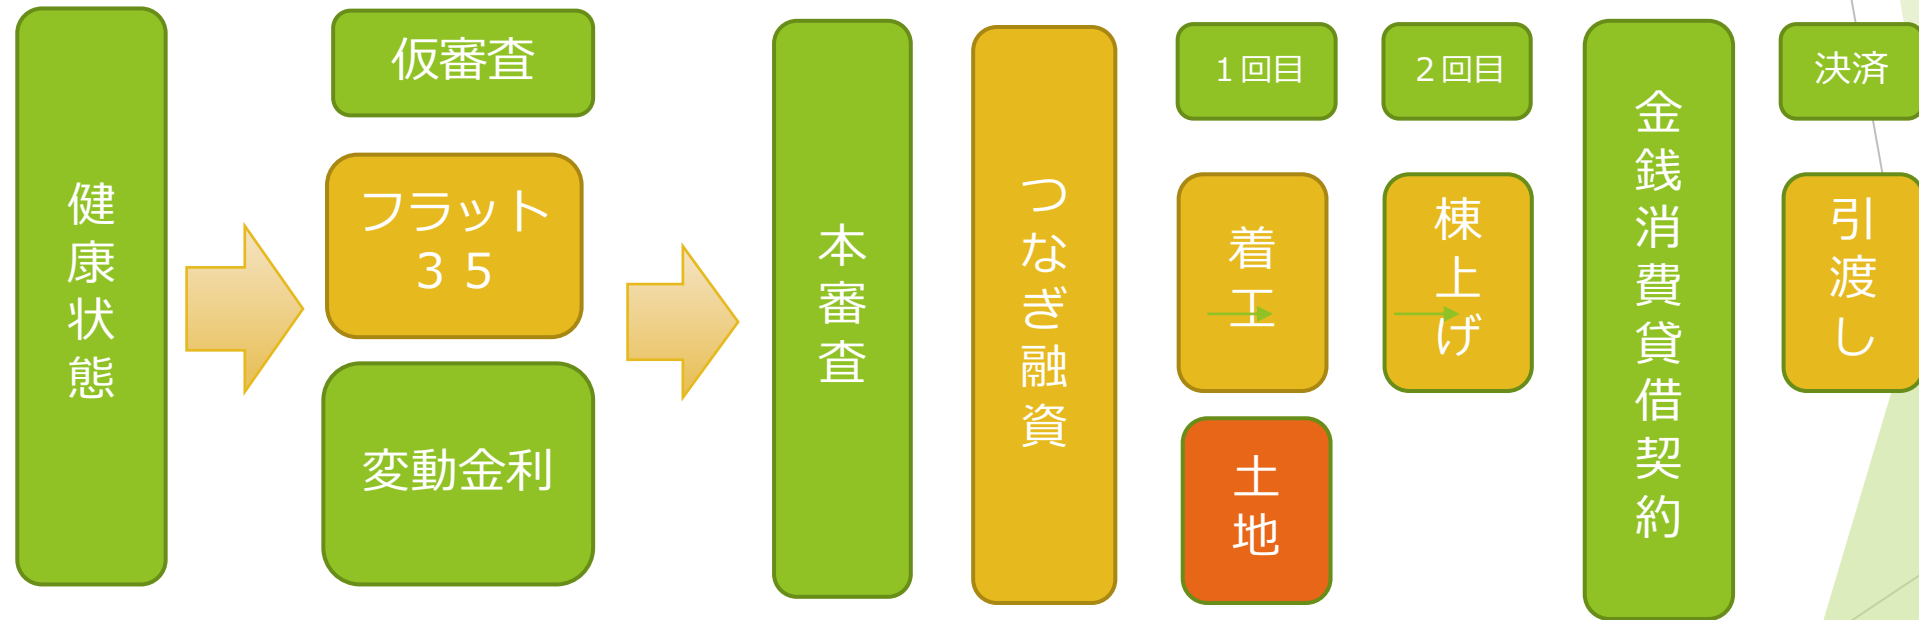 健康状態
仮審査
フラット
３５
変動金利
本審査
つなぎ融資
１回目
着工
土地
２回目
棟上げ
金銭消費貸借契約
決済
引渡し